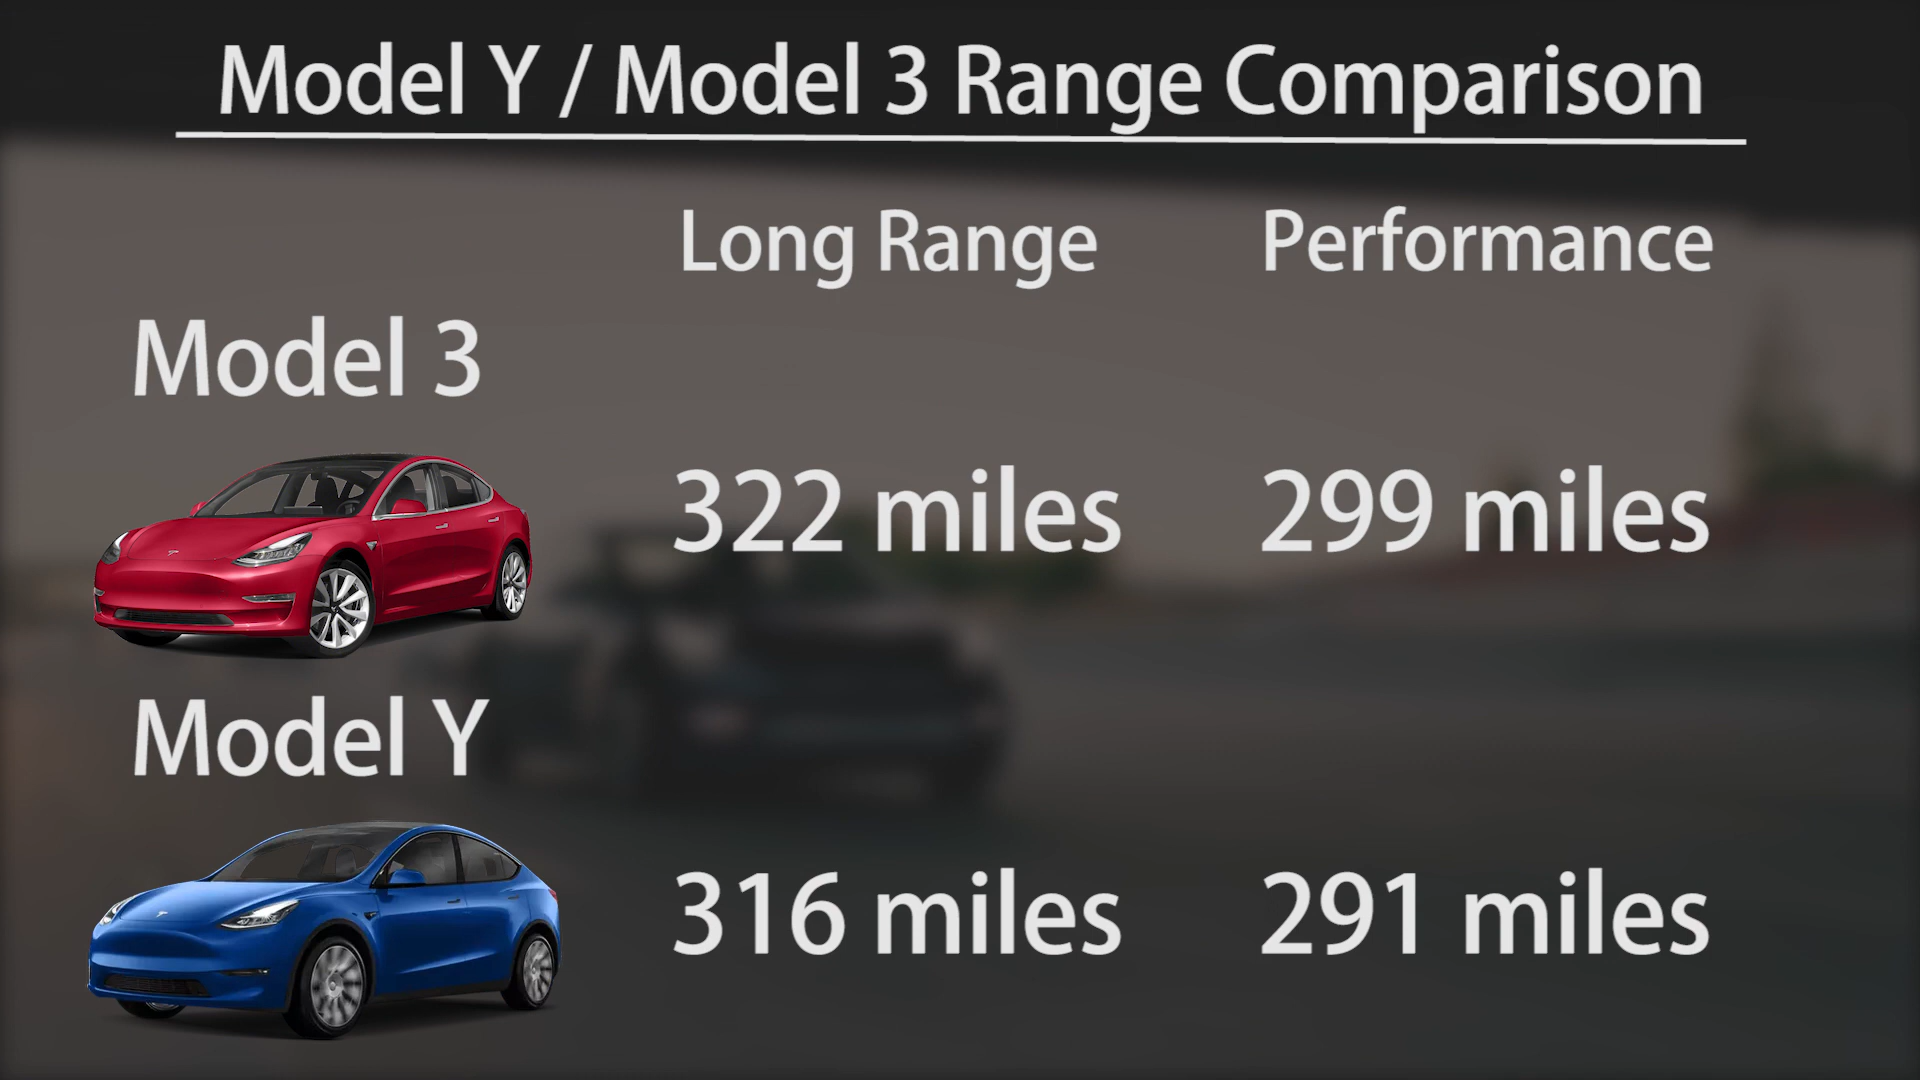 Model Y / Model 3 Range Comparison
Long Range Performance
Model 3
322 miles 299 miles
Model Y
316 miles 291 miles